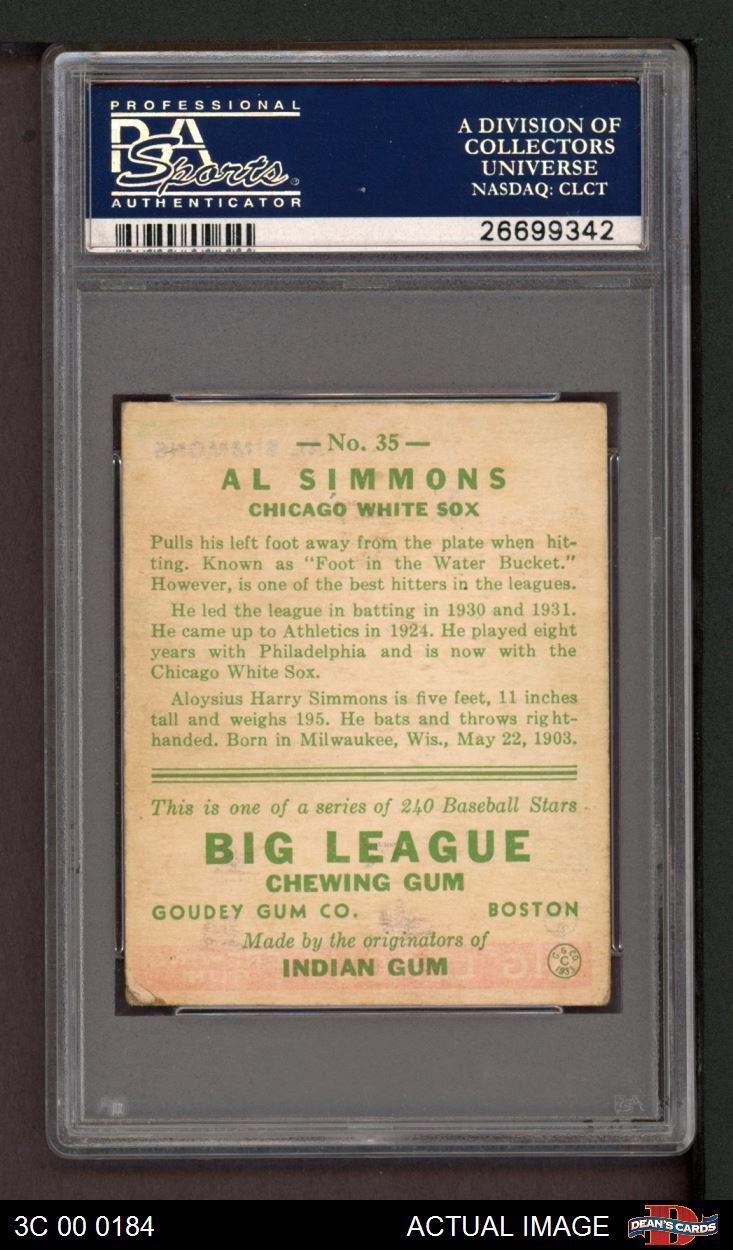 PROFESSIONAL
PSA
Sports
AUTHENTICATOR
A DIVISION OF
COLLECTORS
UNIVERSE
NASDAQ: CLCT
26699342
— No. 35 —
AL SIMMONS
CHICAGO WHITE SOX
Pulls his left foot away from the plate when hit-
ting. Known as "Foot in the Water Bucket."
However, is one of the best hitters in the leagues.
He led the league in batting in 1930 and 1931.
He came up to Athletics in 1924. He played eight
years with Philadelphia and is now with the
Chicago White Sox.
Aloysius Harry Simmons is five feet, 11 inches
tall and weighs 195. He bats and throws right-
handed. Born in Milwaukee, Wis., May 22, 1903.
This is one of a series of 240 Baseball Stars
BIG LEAGUE
CHEWING GUM
GOUDEY GUM CO. BOSTON
Made by the originators of
INDIAN GUM
G.G.CO.
C
1933
PSA
3C 00 0184
ACTUAL IMAGE
DEAN'S CARDS